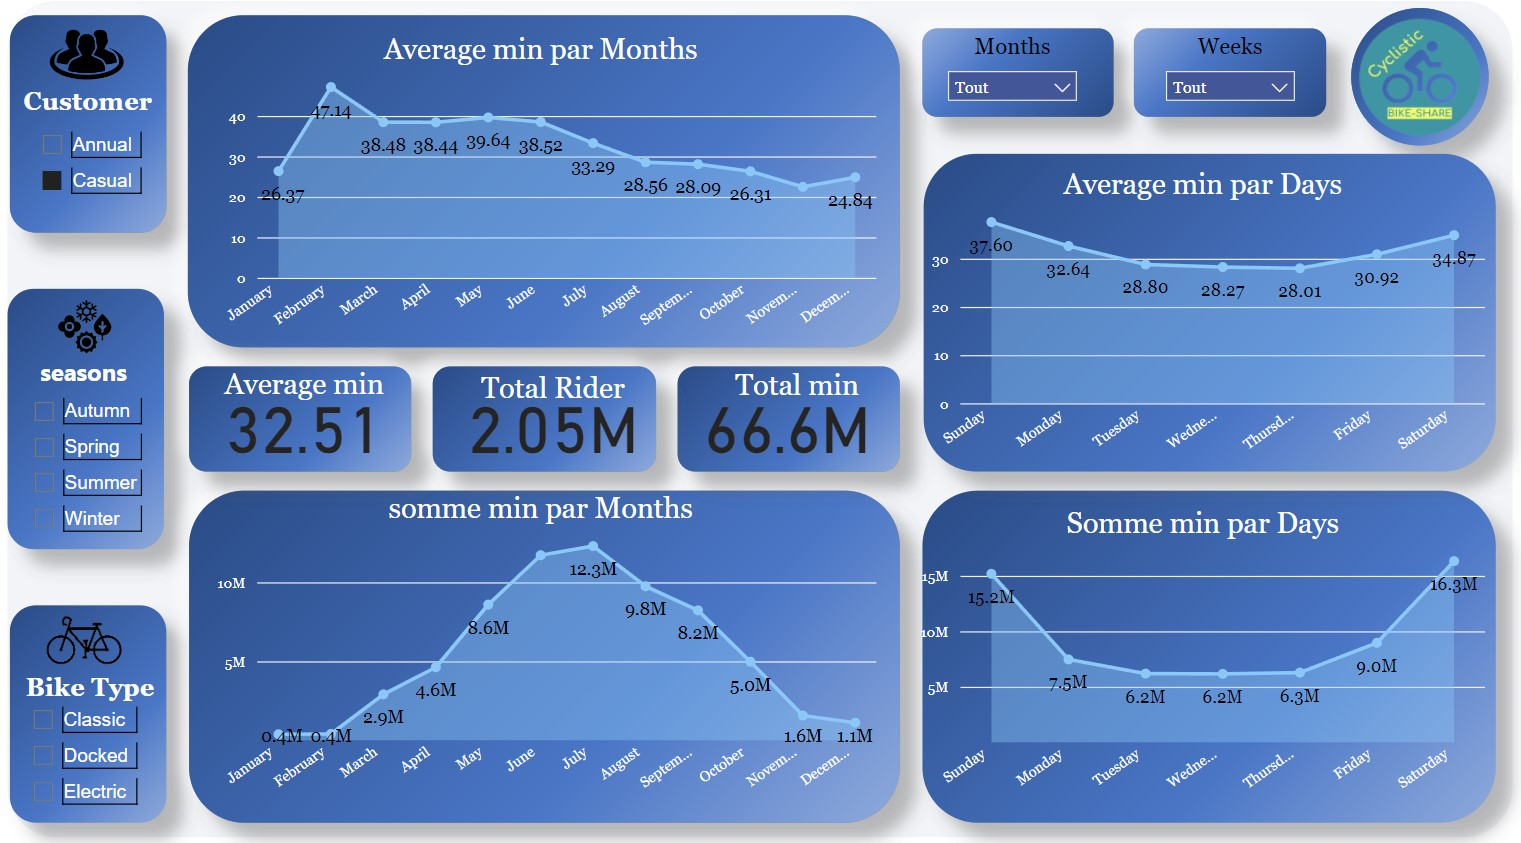 Customer
Annual
Casual
seasons
Autumn
Spring
Summer
Winter
Bike Type
Classic
Docked
Electric
Average min par Months
40
30
20
10
0
26.37
47.14
38.48
38.44
39.64
38.52
33.29
28.56
28.09
26.31
24.84
January
February
March
April
May
June
July
August
Septem...
October
Novem...
Decem...
Months
Tout
Weeks
Tout
Cyclistic
BIKE-SHARE
Average min par Days
30
20
10
0
37.60
32.64
28.80
28.27
28.01
30.92
34.87
Sunday
Monday
Tuesday
Wedne...
Thursd...
Friday
Saturday
Average min
32.51
Total Rider
2.05M
Total min
66.6M
somme min par Months
10M
5M
0.4M
0.4M
2.9M
4.6M
8.6M
12.3M
9.8M
8.2M
5.0M
1.6M
1.1M
January
February
March
April
May
June
July
August
Septem...
October
Novem...
Decem...
Somme min par Days
15M
10M
5M
15.2M
7.5M
6.2M
6.2M
6.3M
9.0M
16.3M
Sunday
Monday
Tuesday
Wedne...
Thursd...
Friday
Saturday